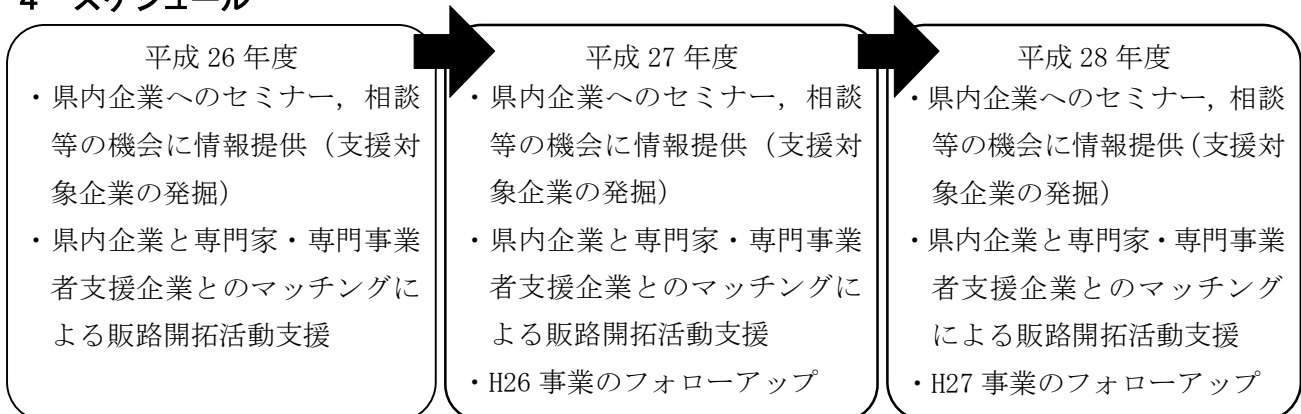 4 スケジュール
平成 26 年度
・県内企業へのセミナー，相談
等の機会に情報提供（支援対
象企業の発掘）
・県内企業と専門家・専門事業
者支援企業とのマッチングに
よる販路開拓活動支援
平成 27 年度
・県内企業へのセミナー，相談
等の機会に情報提供（支援対
象企業の発掘）
・県内企業と専門家・専門事業
者支援企業とのマッチングに
よる販路開拓活動支援
・H26 事業のフォローアップ
平成 28 年度
・県内企業へのセミナー，相談
等の機会に情報提供（支援対
象企業の発掘）
・県内企業と専門家・専門事業
者支援企業とのマッチング
による販路開拓活動支援
・H27 事業のフォローアップ